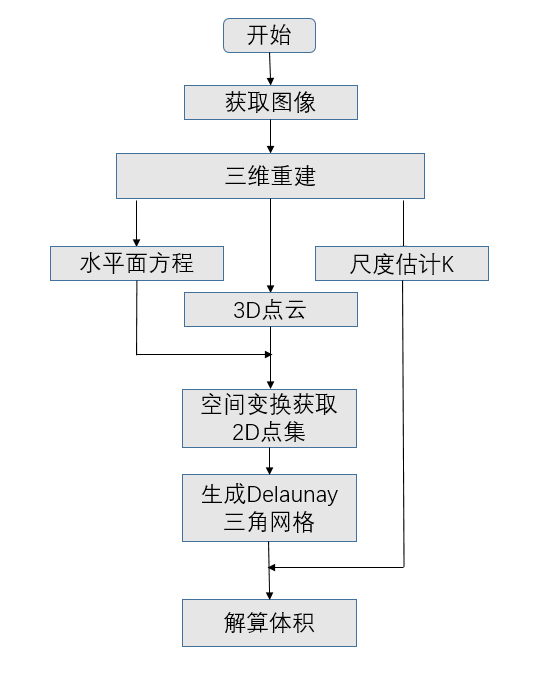 开始
获取图像
三维重建
水平面方程
尺度估计K
3D点云
空间变换获取
2D点集
生成Delaunay
三角网格
解算体积